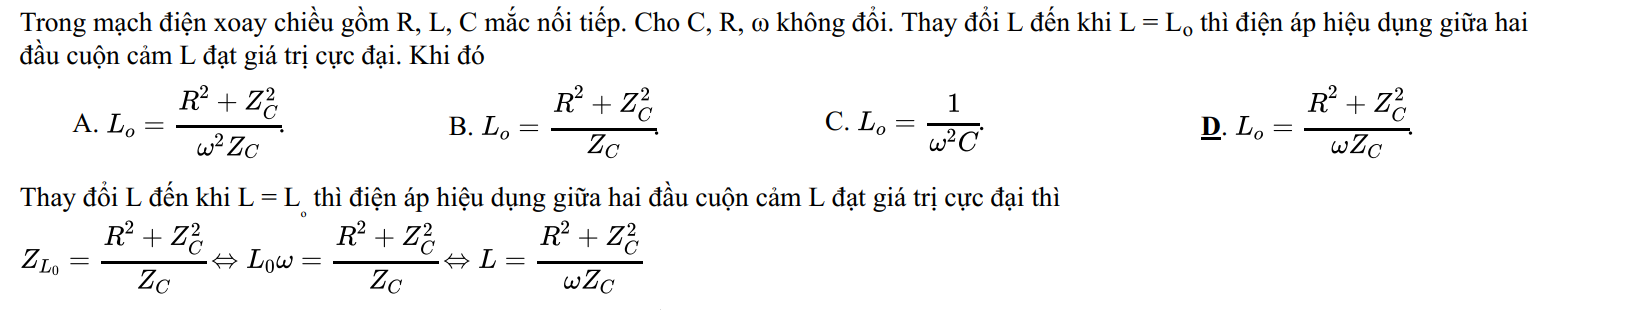 Trong mạch điện xoay chiều gồm R, L, C mắc nối tiếp. Cho C, R, ω không đổi. Thay đổi L đến khi L = Lₒ thì điện áp hiệu dụng giữa hai
đầu cuộn cảm L đạt giá trị cực đại. Khi đó
A. $L_o = \frac{R^2 + Z_C^2}{\omega^2 Z_C}$. B. $L_o = \frac{R^2 + Z_C^2}{Z_C}$. C. $L_o = \frac{1}{\omega^2 C}$. D. $L_o = \frac{R^2 + Z_C^2}{\omega Z_C}$.
Thay đổi L đến khi L = Lₒ thì điện áp hiệu dụng giữa hai đầu cuộn cảm L đạt giá trị cực đại thì
$Z_{L_0} = \frac{R^2 + Z_C^2}{Z_C} \Leftrightarrow L_0\omega = \frac{R^2 + Z_C^2}{Z_C} \Leftrightarrow L = \frac{R^2 + Z_C^2}{\omega Z_C}$